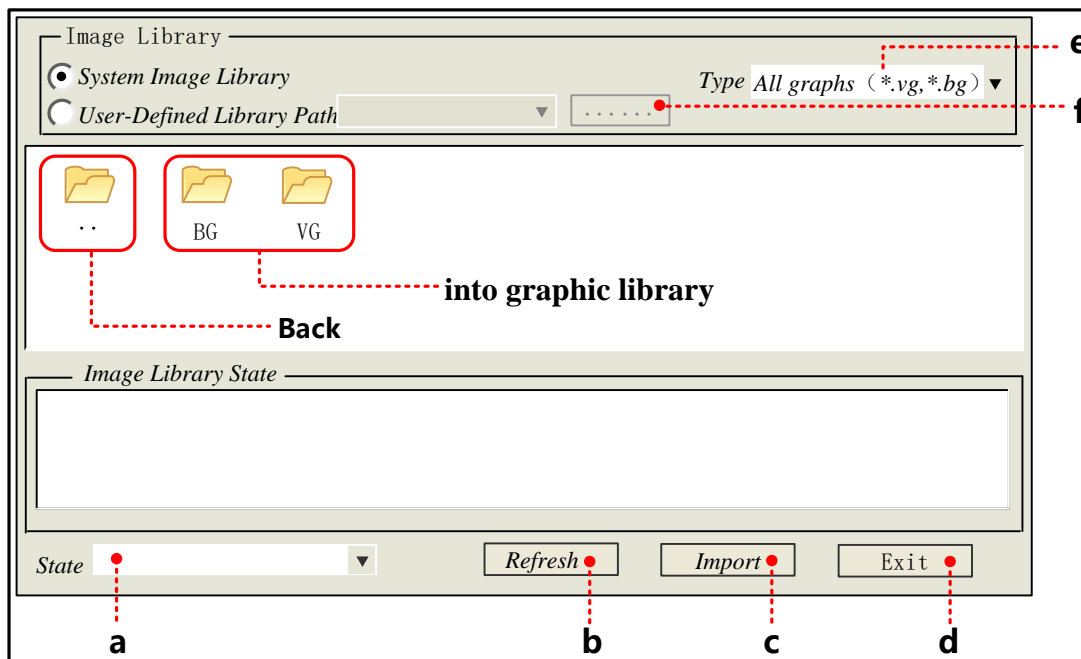 Image Library
e
System Image Library
Type All graphs（*.vg,*.bg）▼
User-Defined Library Path ▼ ......
f
.. BG VG
into graphic library
Back
Image Library State
State ▼ Refresh Import Exit
a b c d